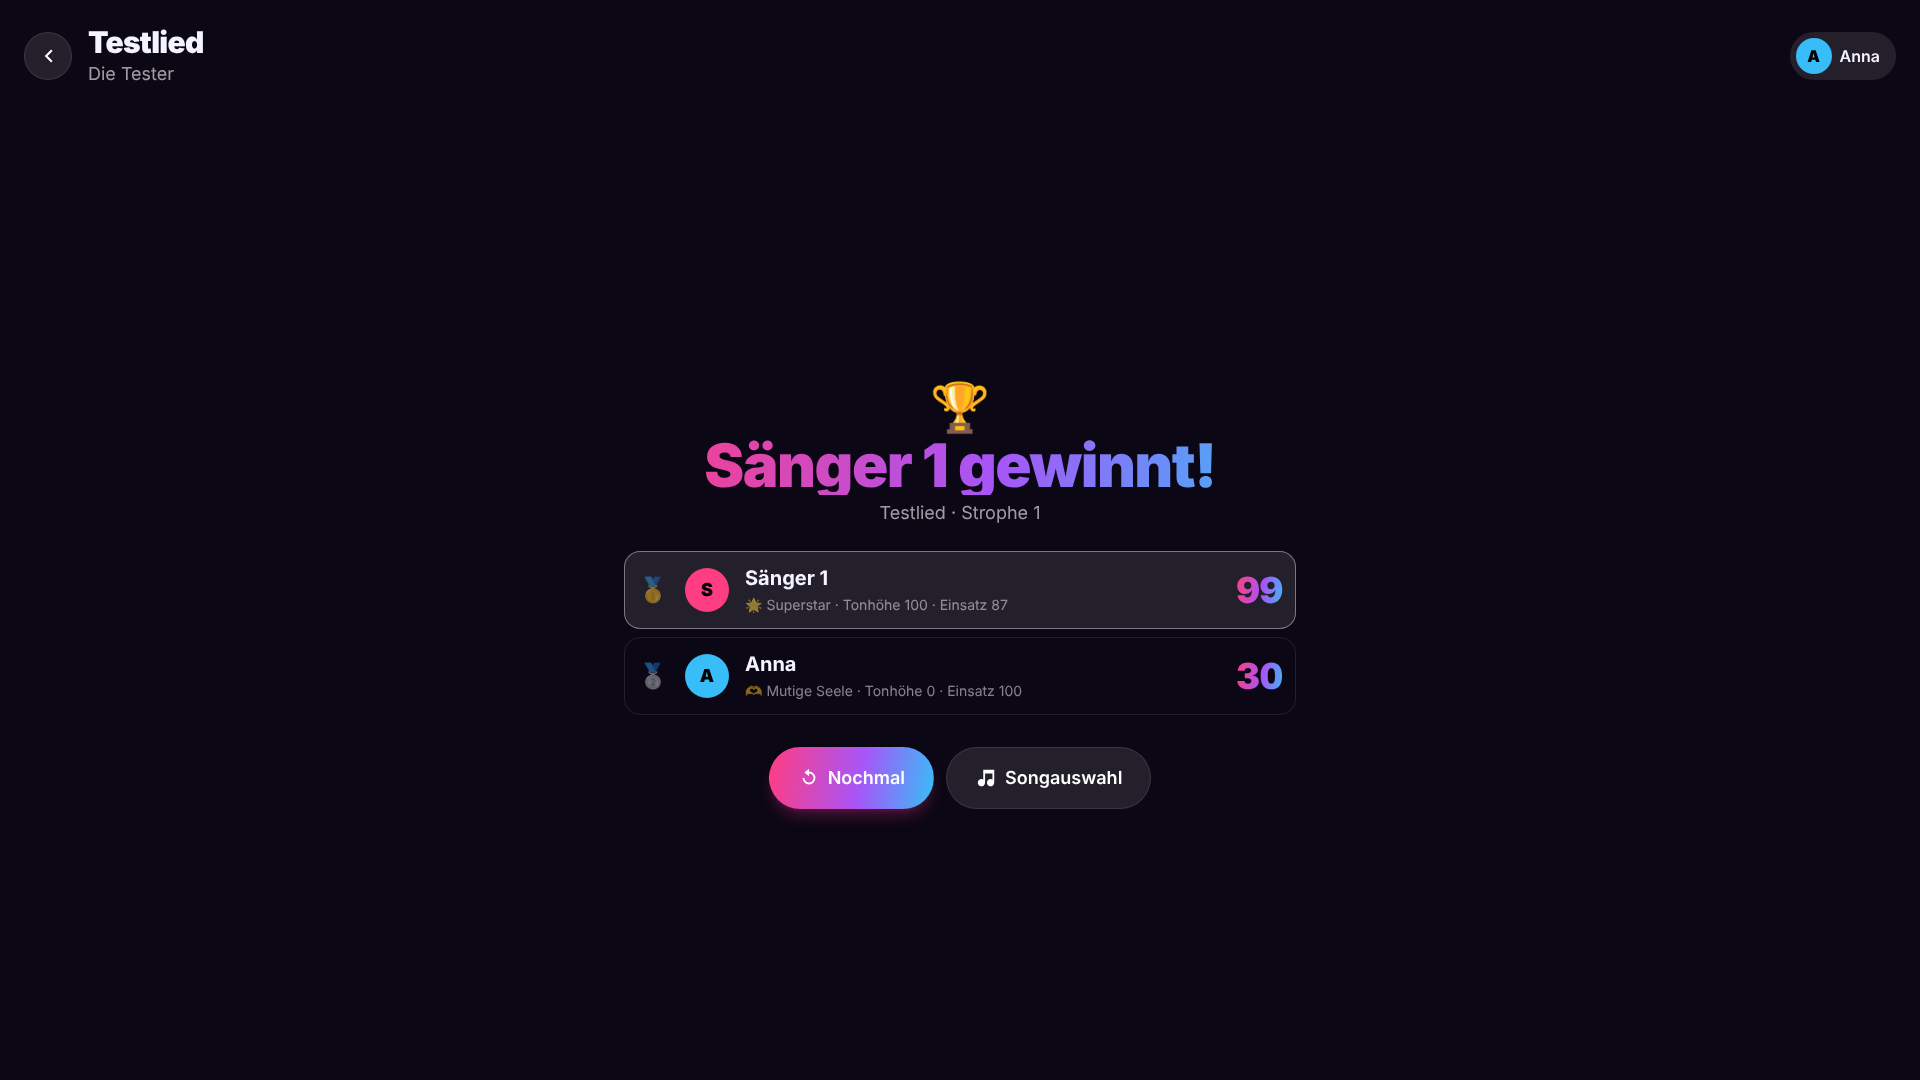 Testlied
Die Tester
A Anna
Sänger 1 gewinnt!
Testlied · Strophe 1
S Sänger 1 99
🌟 Superstar · Tonhöhe 100 · Einsatz 87
A Anna 30
🫶 Mutige Seele · Tonhöhe 0 · Einsatz 100
Nochmal Songauswahl